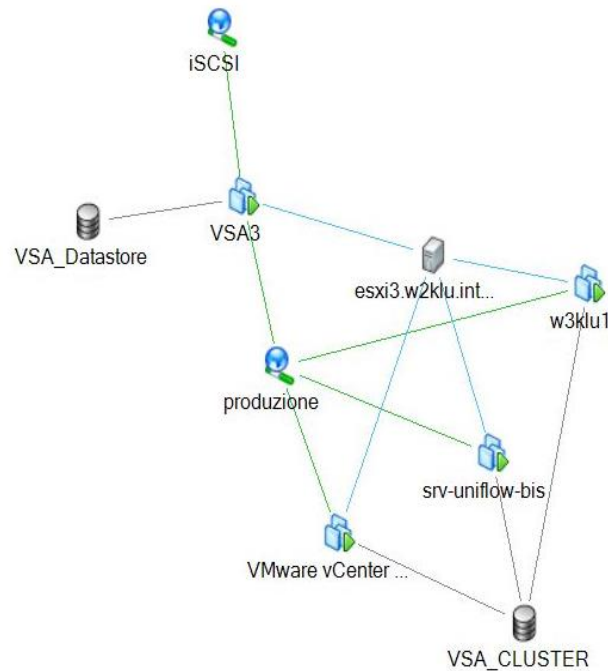 iSCSI
VSA3
VSA_Datastore
esxi3.w2klu.int...
w3klu1
produzione
srv-uniflow-bis
VMware vCenter ...
VSA_CLUSTER